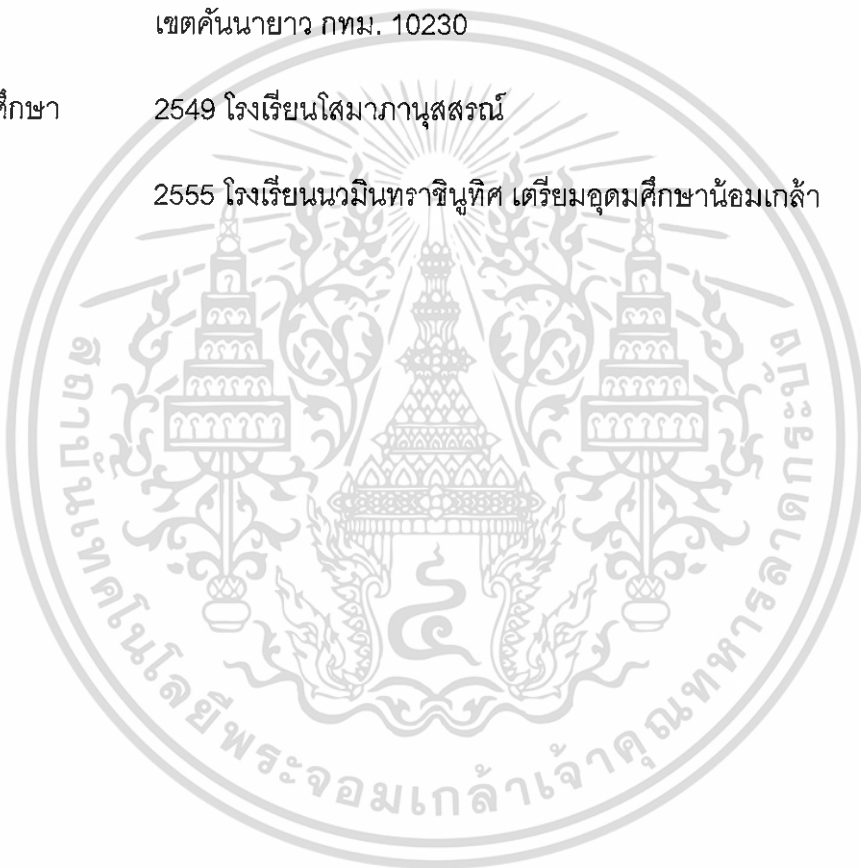 เขตคันนายาว กทม. 10230
ศึกษา 2549 โรงเรียนโสมาภานุสสรณ์
2555 โรงเรียนนวมินทราชินูทิศ เตรียมอุดมศึกษาน้อมเกล้า
สถาบันเทคโนโลยีพระจอมเกล้าเจ้าคุณทหารลาดกระบัง
๔